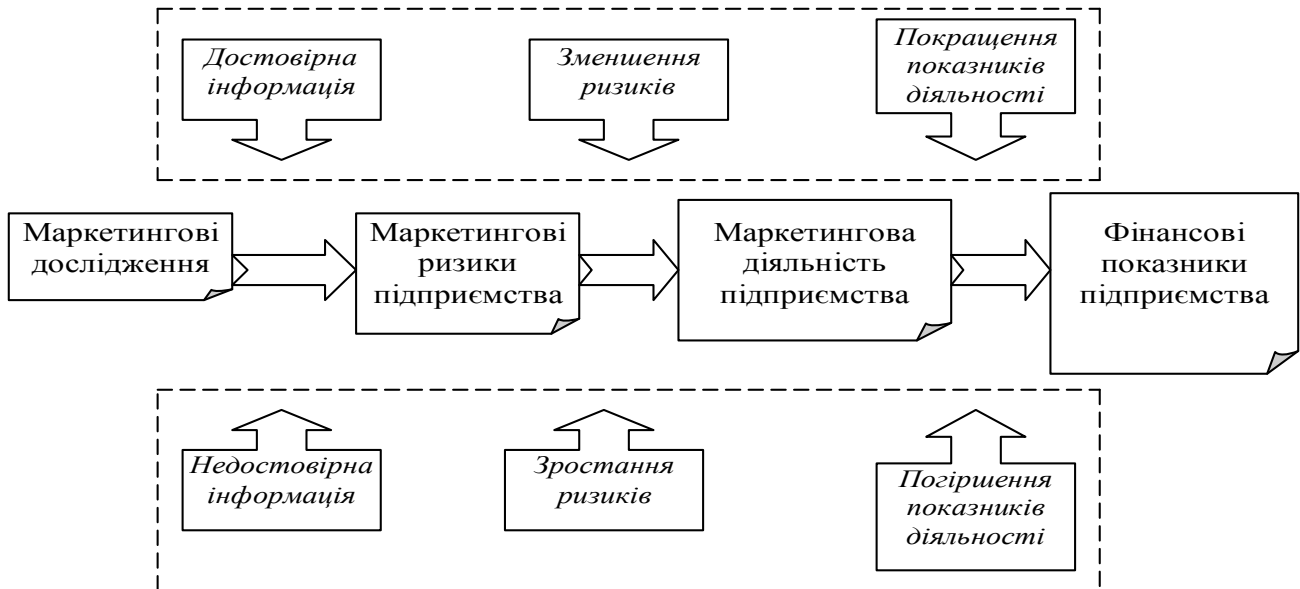 Достовірна
інформація
Зменшення
ризиків
Покращення
показників
діяльності
Маркетингові
дослідження
Маркетингові
ризики
підприємства
Маркетингова
діяльність
підприємства
Фінансові
показники
підприємства
Недостовірна
інформація
Зростання
ризиків
Погіршення
показників
діяльності